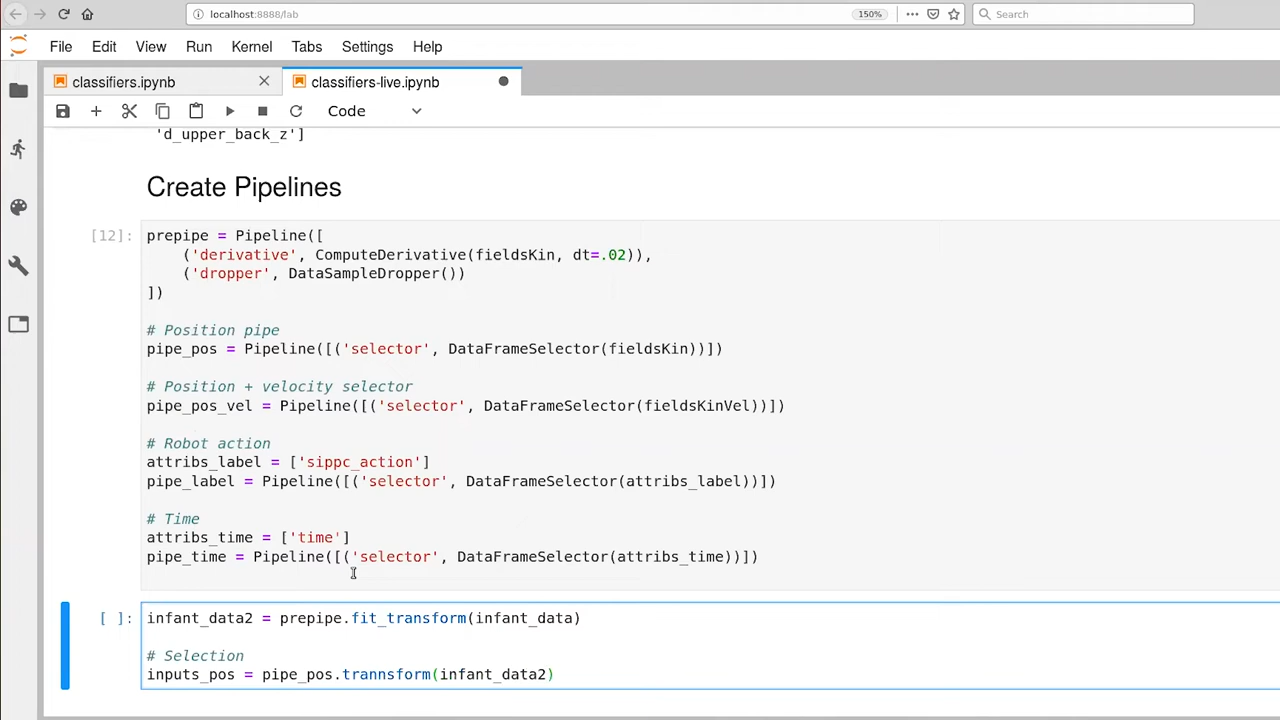 localhost:8888/lab
150%
Search
File Edit View Run Kernel Tabs Settings Help
classifiers.ipynb
classifiers-live.ipynb
Code
'd_upper_back_z']
Create Pipelines
[12]:
prepipe = Pipeline([
('derivative', ComputeDerivative(fieldsKin, dt=.02)),
('dropper', DataSampleDropper())
])
# Position pipe
pipe_pos = Pipeline([('selector', DataFrameSelector(fieldsKin))])
# Position + velocity selector
pipe_pos_vel = Pipeline([('selector', DataFrameSelector(fieldsKinVel))])
# Robot action
attribs_label = ['sippc_action']
pipe_label = Pipeline([('selector', DataFrameSelector(attribs_label))])
# Time
attribs_time = ['time']
pipe_time = Pipeline([('selector', DataFrameSelector(attribs_time))])
[ ]:
infant_data2 = prepipe.fit_transform(infant_data)
# Selection
inputs_pos = pipe_pos.trannsform(infant_data2)